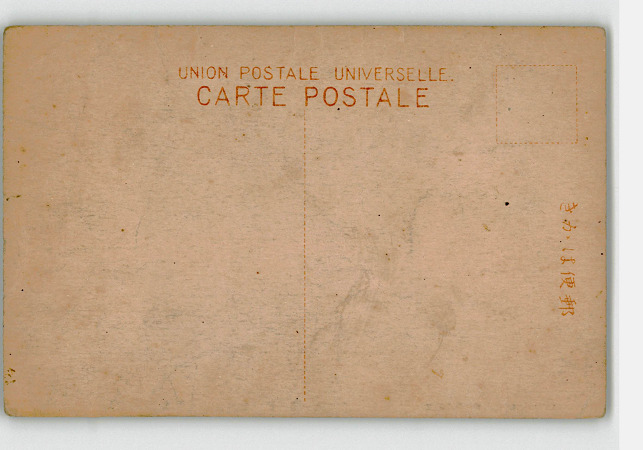 UNION POSTALE UNIVERSELLE.
CARTE POSTALE
郵便はかき